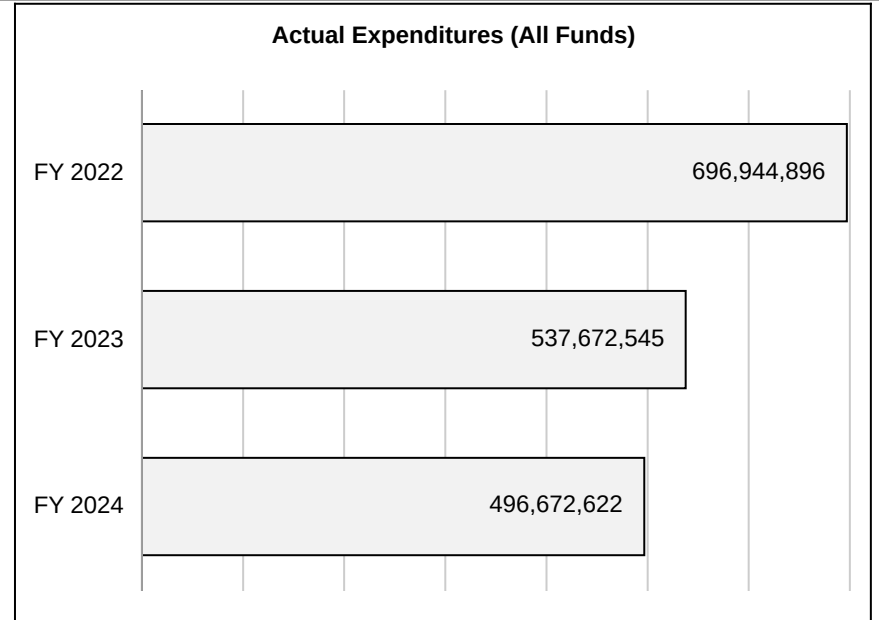 Actual Expenditures (All Funds)
FY 2022 696,944,896
FY 2023 537,672,545
FY 2024 496,672,622